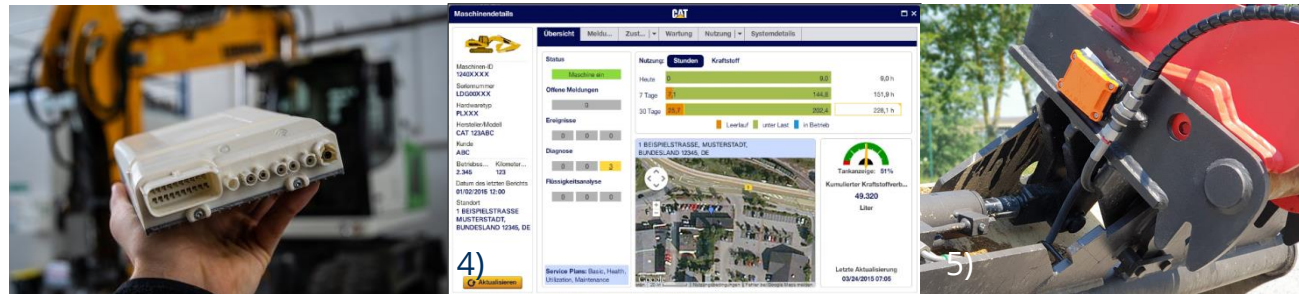 Maschinendetails
CAT
Maschinen-ID
1240XXXX
Seriennummer
LDG00XXX
Hardwaretyp
PLXXX
Hersteller/Modell
CAT 123ABC
Kunde
ABC
Betriebss... Kilometer...
2.345 123
Datum des letzten Berichts
01/02/2015 12:00
Standort
1 BEISPIELSTRASSE
MUSTERSTADT,
BUNDESLAND 12345, DE
Aktualisieren
4)
Übersicht Meldu... Zust... Wartung Nutzung Systemdetails
Status
Maschine ein
Offene Meldungen
0
Ereignisse
0 0 0
Diagnose
0 0 3
Flüssigkeitsanalyse
0 0 0
Service Plans: Basic, Health,
Utilization, Maintenance
Nutzung: Stunden Kraftstoff
Heute 0 9,0 9,0 h
7 Tage 7,1 144,8 151,9 h
30 Tage 202,4 228,1 h
Leerlauf unter Last in Betrieb
1 BEISPIELSTRASSE, MUSTERSTADT,
BUNDESLAND 12345, DE
Tankanzeige: 51%
Kumulierter Kraftstoffverb...
49.320
Liter
Letzte Aktualisierung
03/24/2015 07:05
5)